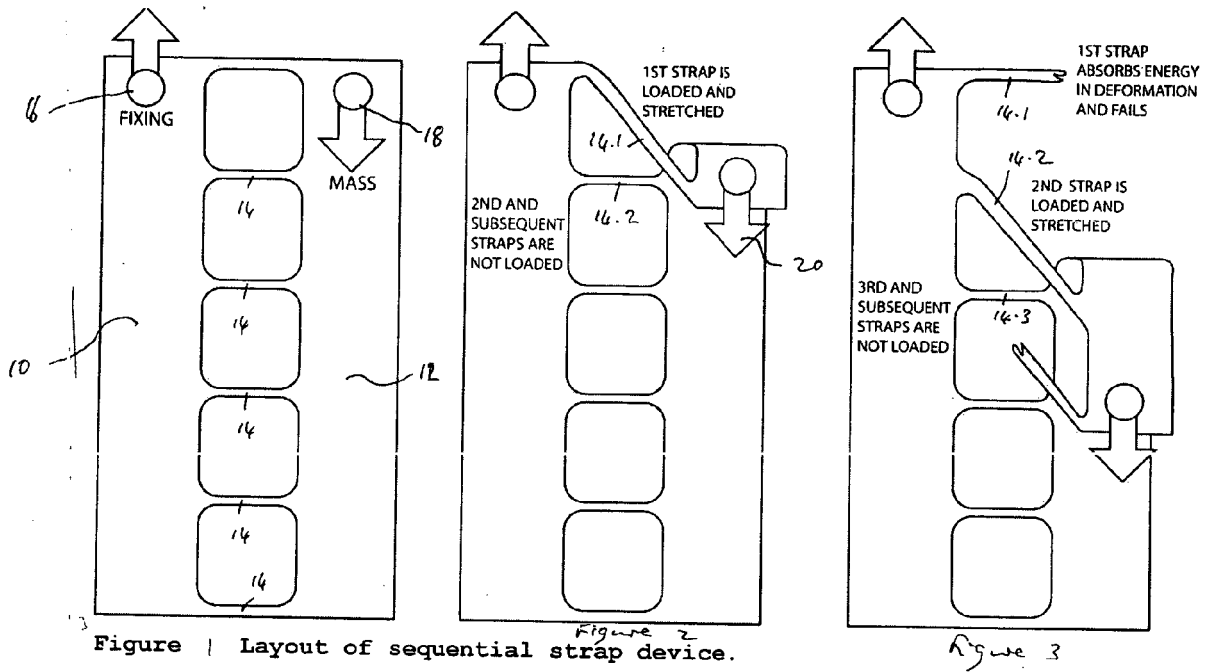 16
FIXING
18
MASS
14
14
14
14
14
10
12
1ST STRAP IS
LOADED AND
STRETCHED
14.1
2ND AND
SUBSEQUENT
STRAPS ARE
NOT LOADED
14.2
20
1ST STRAP
ABSORBS ENERGY
IN DEFORMATION
AND FAILS
14.1
14.2
2ND STRAP IS
LOADED AND
STRETCHED
3RD AND
SUBSEQUENT
STRAPS ARE
NOT LOADED
14.3
Figure 1 Layout of sequential strap device.
Figure 2
Figure 3